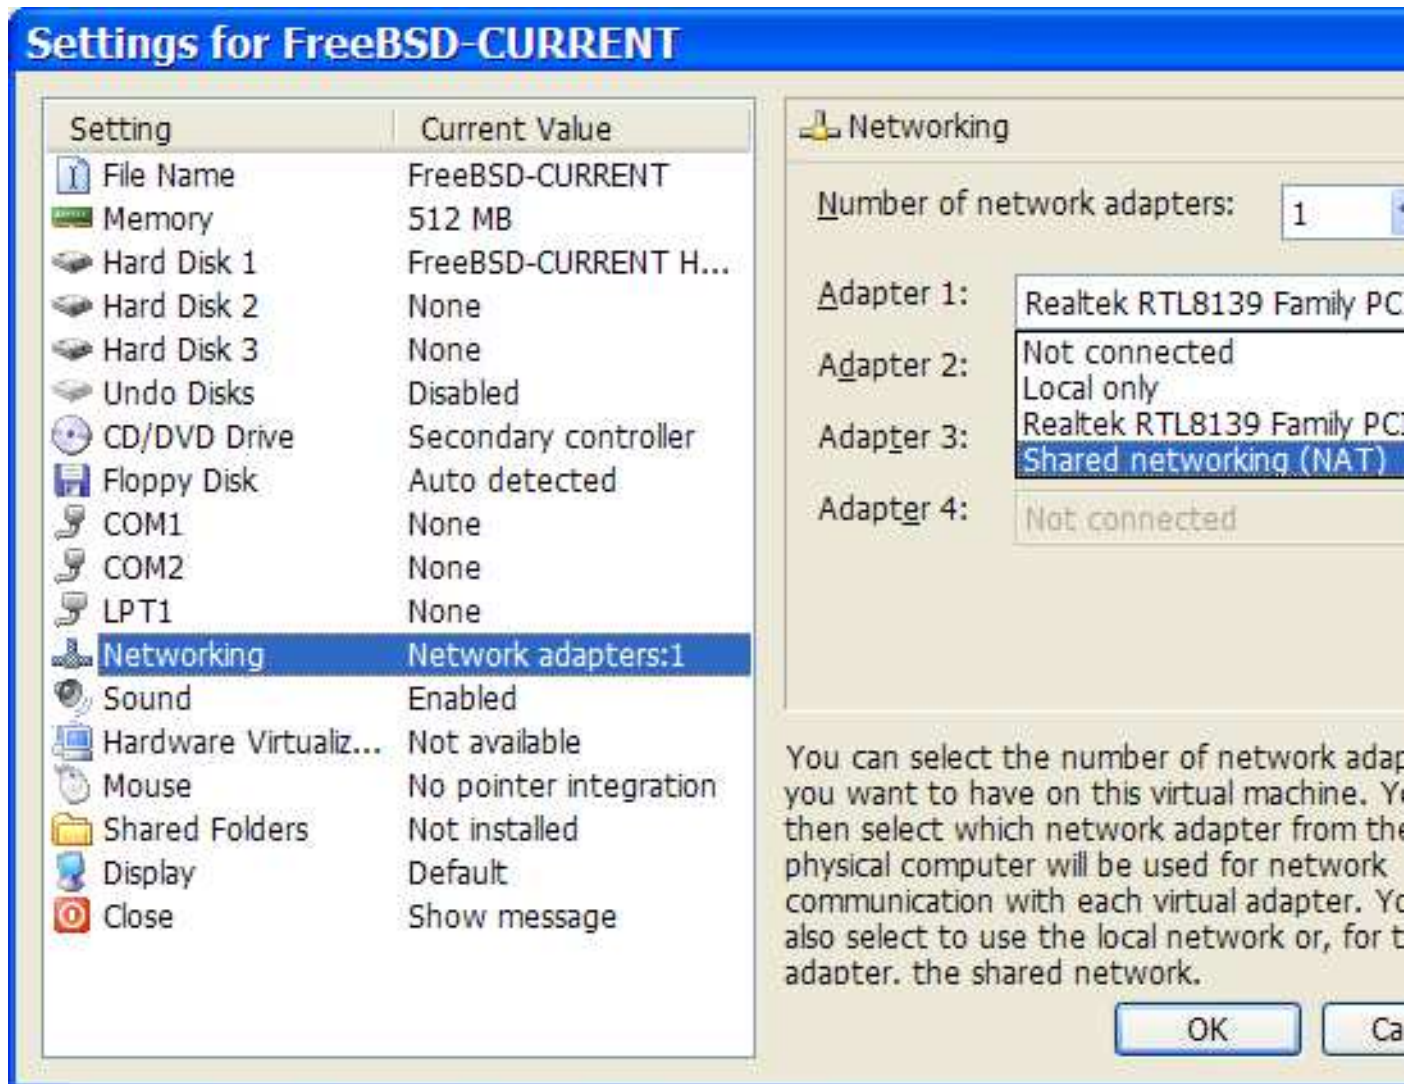 Settings for FreeBSD-CURRENT
Setting Current Value
File Name FreeBSD-CURRENT
Memory 512 MB
Hard Disk 1 FreeBSD-CURRENT H...
Hard Disk 2 None
Hard Disk 3 None
Undo Disks Disabled
CD/DVD Drive Secondary controller
Floppy Disk Auto detected
COM1 None
COM2 None
LPT1 None
Networking Network adapters:1
Sound Enabled
Hardware Virtualiz... Not available
Mouse No pointer integration
Shared Folders Not installed
Display Default
Close Show message
Networking
Number of network adapters: 1
Adapter 1: Realtek RTL8139 Family
Not connected
Adapter 2:
Local only
Realtek RTL8139 Family
Adapter 3:
Shared networking (NAT)
Adapter 4: Not connected
You can select the number of network
you want to have on this virtual machine.
then select which network adapter from
physical computer will be used for network
communication with each virtual adapter.
also select to use the local network or, for
adapter. the shared network.
OK